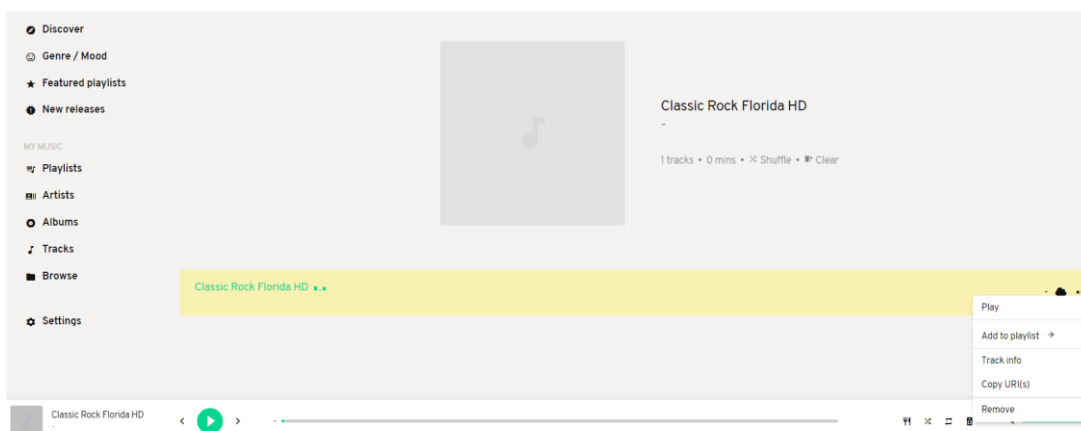 Discover
Genre / Mood
Featured playlists
New releases
MY MUSIC
Playlists
Artists
Albums
Tracks
Browse
Settings
Classic Rock Florida HD
-
1 tracks • 0 mins • Shuffle • Clear
Classic Rock Florida HD
-
Play
Add to playlist →
Track info
Copy URI(s)
Remove
Classic Rock Florida HD
-
-